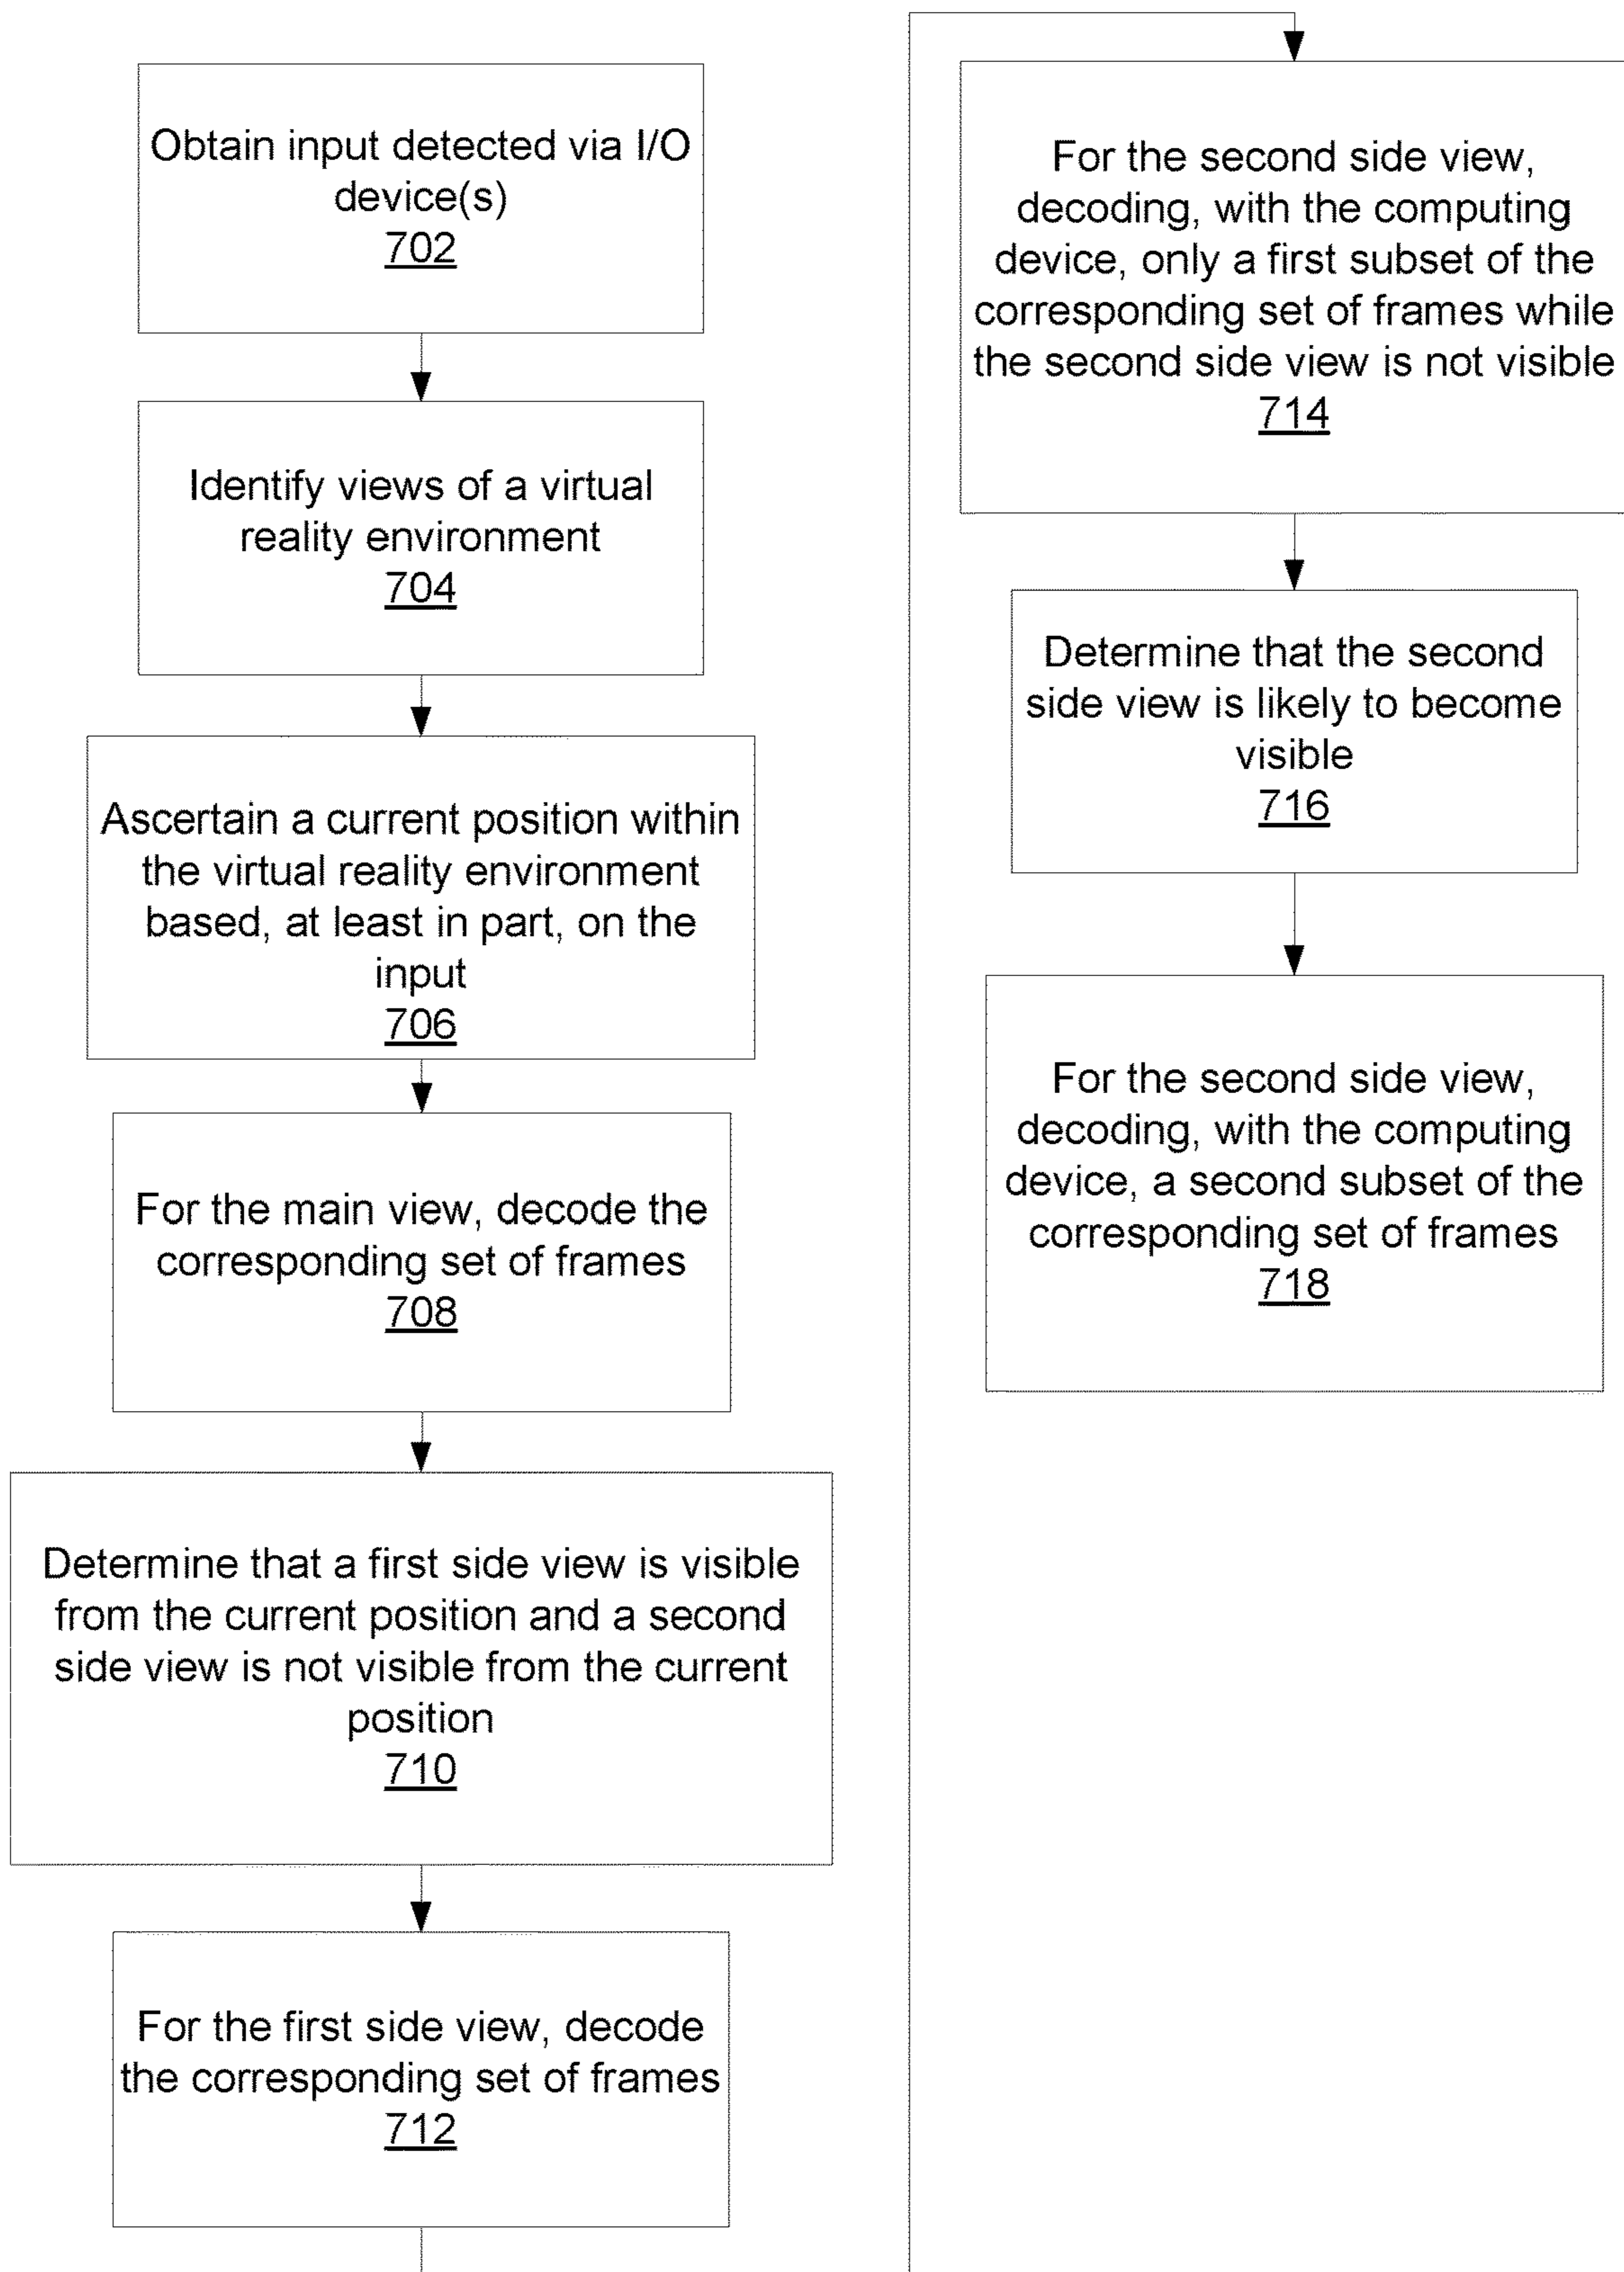 Obtain input detected via I/O
device(s)
702
Identify views of a virtual
reality environment
704
Ascertain a current position within
the virtual reality environment
based, at least in part, on the
input
706
For the main view, decode the
corresponding set of frames
708
Determine that a first side view is visible
from the current position and a second
side view is not visible from the current
position
710
For the first side view, decode
the corresponding set of frames
712
For the second side view,
decoding, with the computing
device, only a first subset of the
corresponding set of frames while
the second side view is not visible
714
Determine that the second
side view is likely to become
visible
716
For the second side view,
decoding, with the computing
device, a second subset of the
corresponding set of frames
718